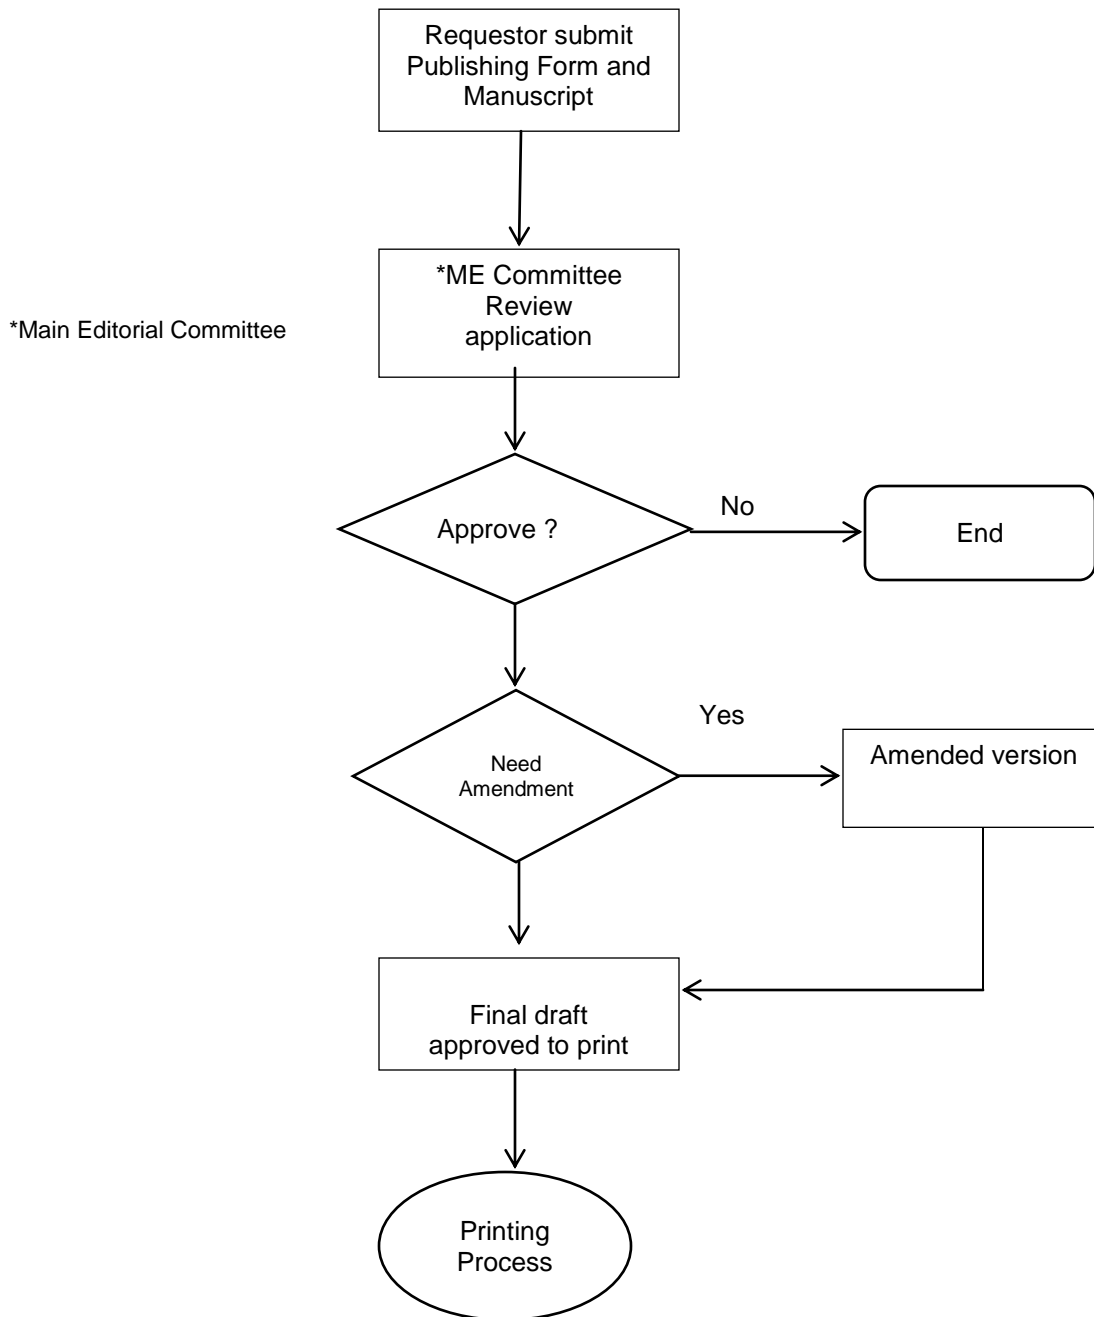 Requestor submit
Publishing Form and
Manuscript
*ME Committee
Review
application
*Main Editorial Committee
Approve ?
No
End
Yes
Need
Amendment
Amended version
Final draft
approved to print
Printing
Process